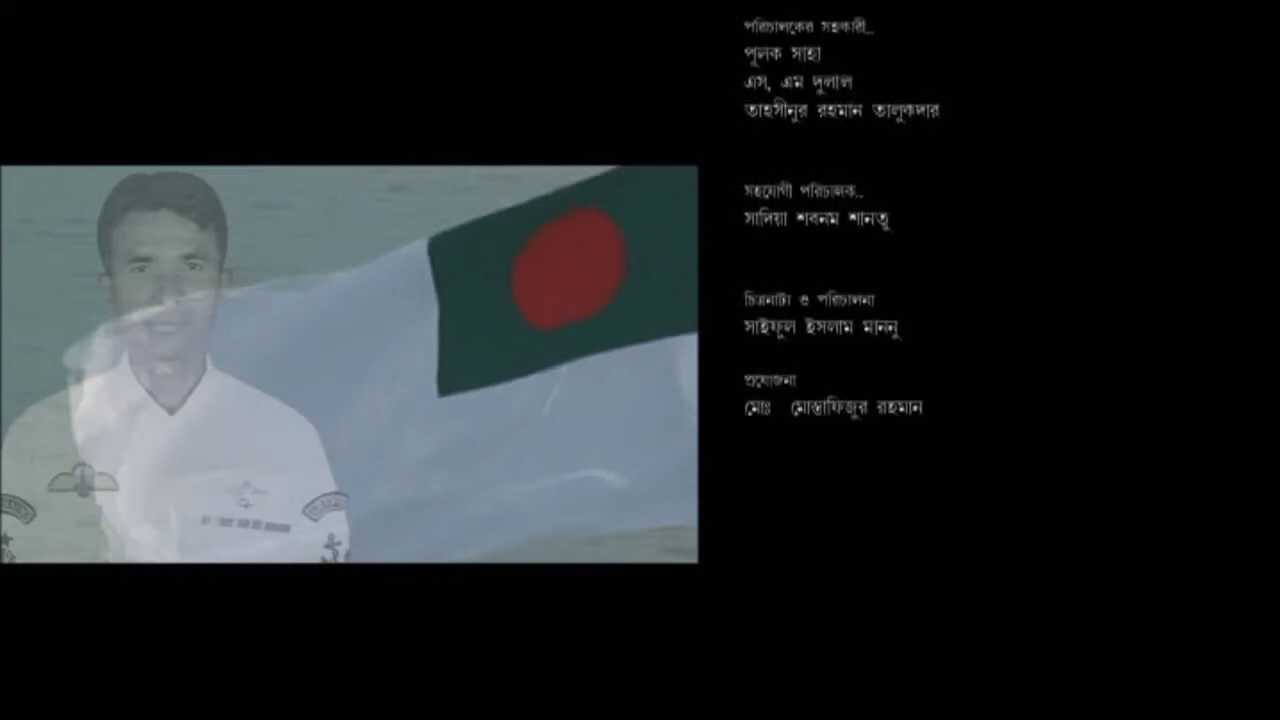 পরিচালকের সহকারী..
পূলক সাহা
এস, এম দুলাল
তাহসীনুর রহমান তালুকদার
সহযোগী পরিচালক..
সাদিয়া শবনম শানতু
চিত্রনাট্য ও পরিচালনা
সাইফুল ইসলাম মাননু
প্রযোজনা
মোঃ মোস্তাফিজুর রহমান